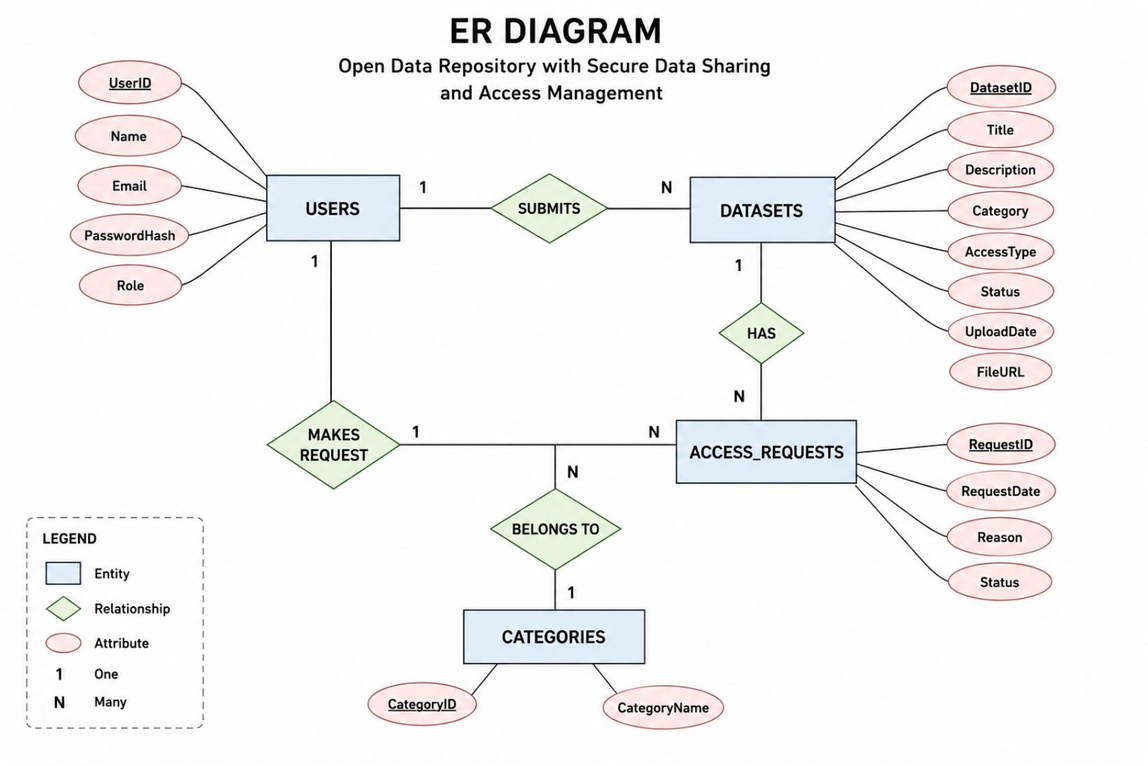 ER DIAGRAM
Open Data Repository with Secure Data Sharing
and Access Management
UserID
Name
Email
PasswordHash
Role
USERS
1
SUBMITS
N
DATASETS
DatasetID
Title
Description
Category
AccessType
Status
UploadDate
FileURL
1
1
HAS
N
MAKES
REQUEST
1
N
ACCESS_REQUESTS
RequestID
RequestDate
Reason
Status
N
BELONGS TO
1
CATEGORIES
CategoryID
CategoryName
LEGEND
Entity
Relationship
Attribute
1 One
N Many